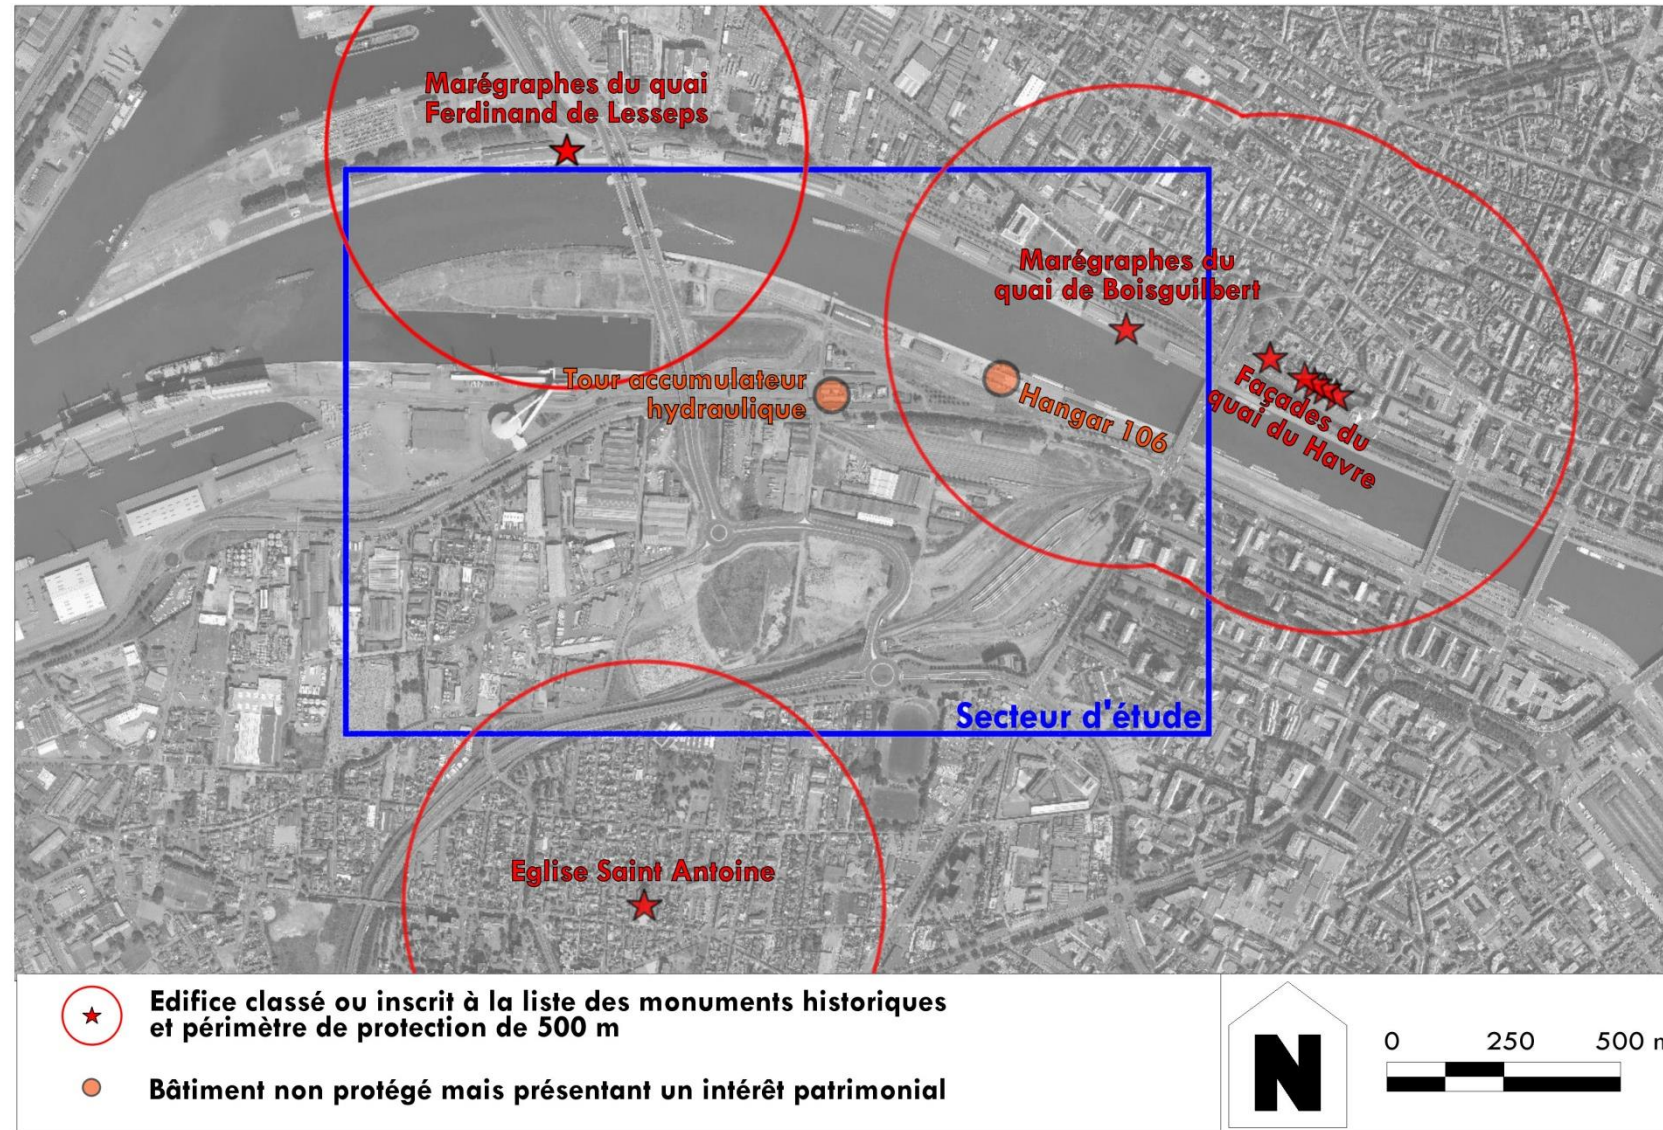 Marégraphes du quai
Ferdinand de Lesseps
Marégraphes du
quai de Boisguilbert
Tour accumulateur
hydraulique
Hangar 106
Façades du
quai du Havre
Secteur d'étude
Eglise Saint Antoine
Edifice classé ou inscrit à la liste des monuments historiques
et périmètre de protection de 500 m
Bâtiment non protégé mais présentant un intérêt patrimonial
N
0 250 500 m